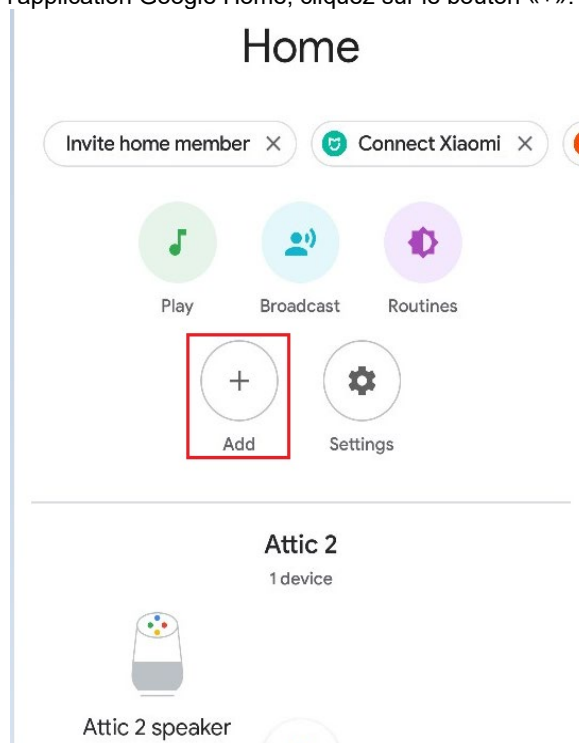 l'application Google Home, cliquez sur le bouton «+».
Home
Invite home member × Connect Xiaomi ×
Play Broadcast Routines
+
Add Settings
Attic 2
1 device
Attic 2 speaker